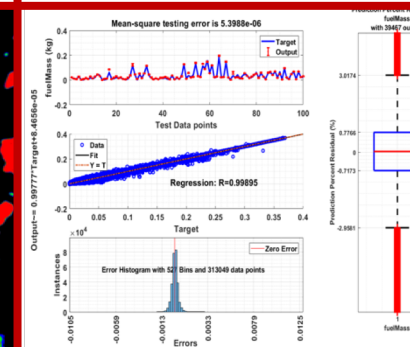 Mean-square testing error is 5.3988e-06
fuelMass (kg)
0.4
0.2
0
-0.2
Target
Output
0 20 40 60 80 100
Test Data points
Output~= 0.99777*Target+8.4656e-05
0.4
0.2
0
-0.2
Data
Fit
Y = T
Regression: R=0.99895
0 0.05 0.1 0.15 0.2 0.25 0.3 0.35 0.4
Target
×10⁴
Instances
8
6
4
2
0
Zero Error
Error Histogram with 527 Bins and 313049 data points
-0.0105 -0.0059 -0.0013 0.0033 0.0079 0.0125
Errors
fuelMass
with 39467
Prediction Percent Residual (%)
3.0174
0.7766
0
-0.7173
1
fuelMass